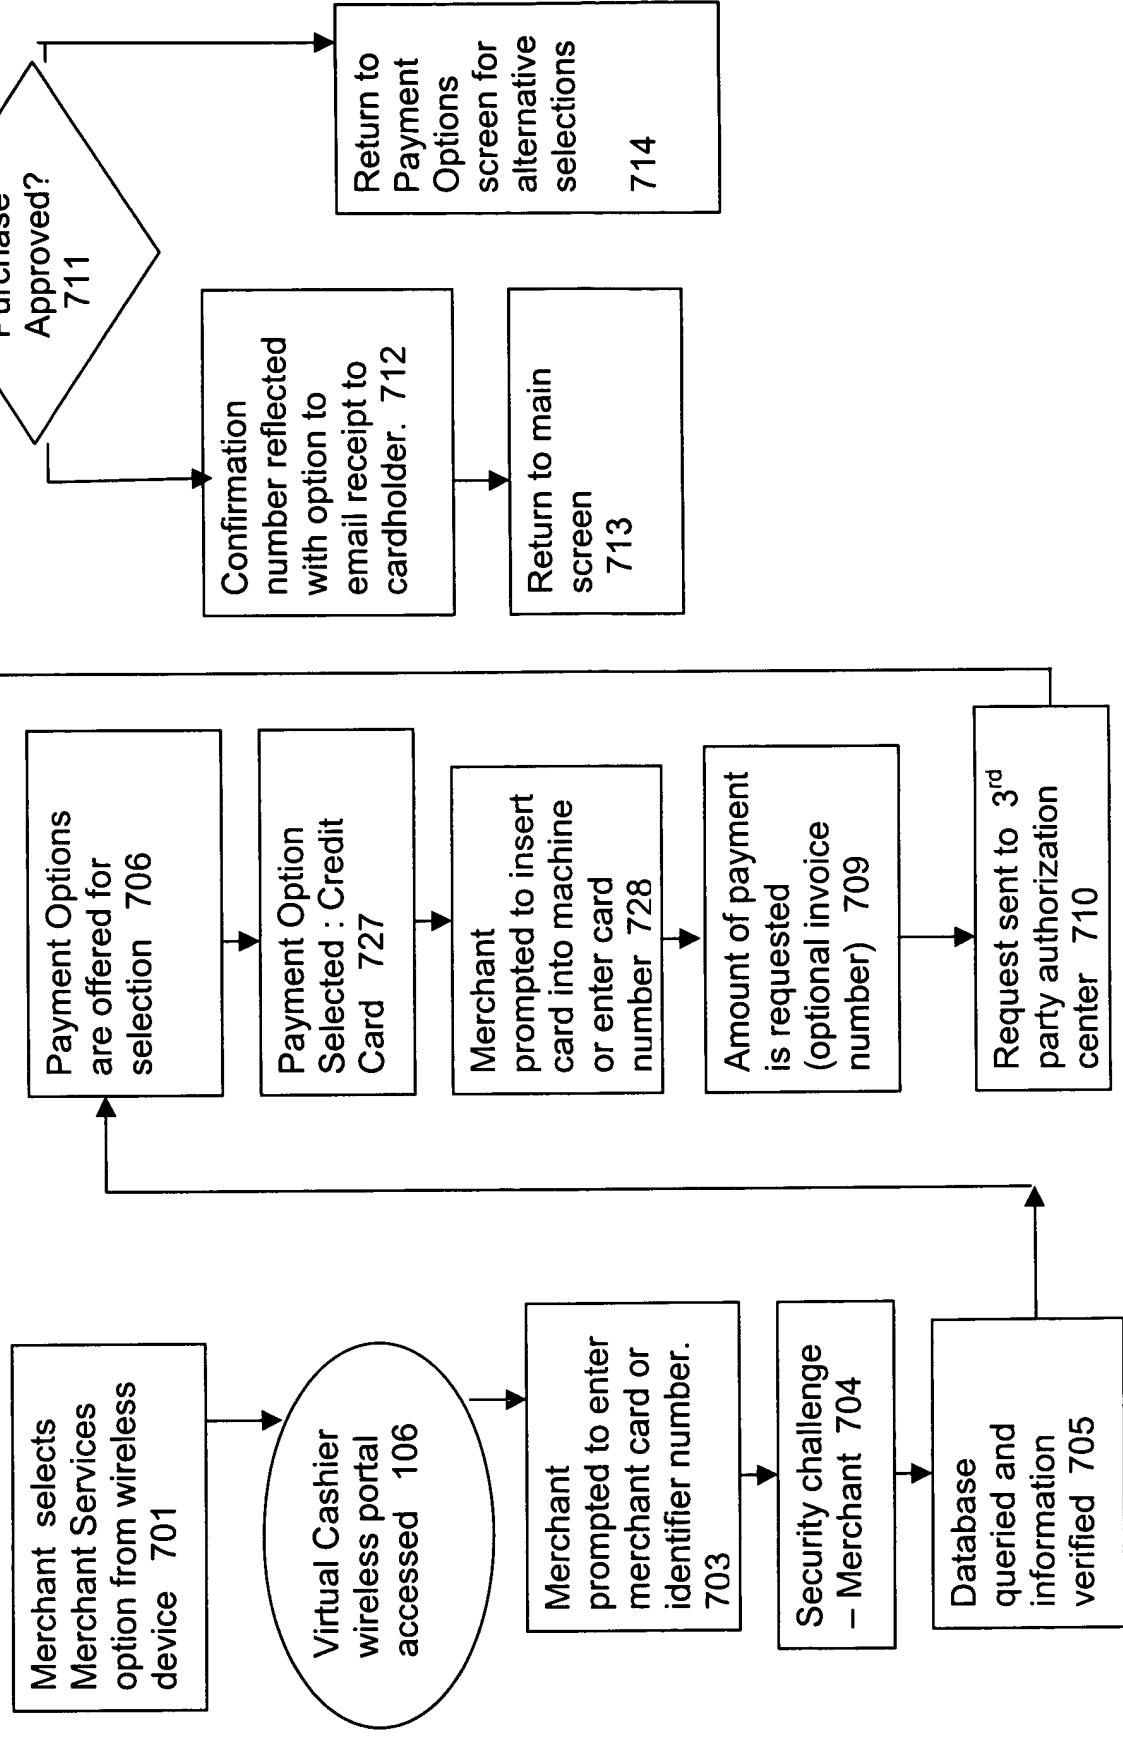 Merchant selects
Merchant Services
option from wireless
device 701
Virtual Cashier
wireless portal
accessed 106
Merchant
prompted to enter
merchant card or
identifier number.
703
Security challenge
– Merchant 704
Database
queried and
information
verified 705
Payment Options
are offered for
selection 706
Payment Option
Selected : Credit
Card 727
Merchant
prompted to insert
card into machine
or enter card
number 728
Amount of payment
is requested
(optional invoice
number) 709
Request sent to 3rd
party authorization
center 710
Purchase
Approved?
711
Confirmation
number reflected
with option to
email receipt to
cardholder. 712
Return to main
screen
713
Return to
Payment
Options
screen for
alternative
selections
714